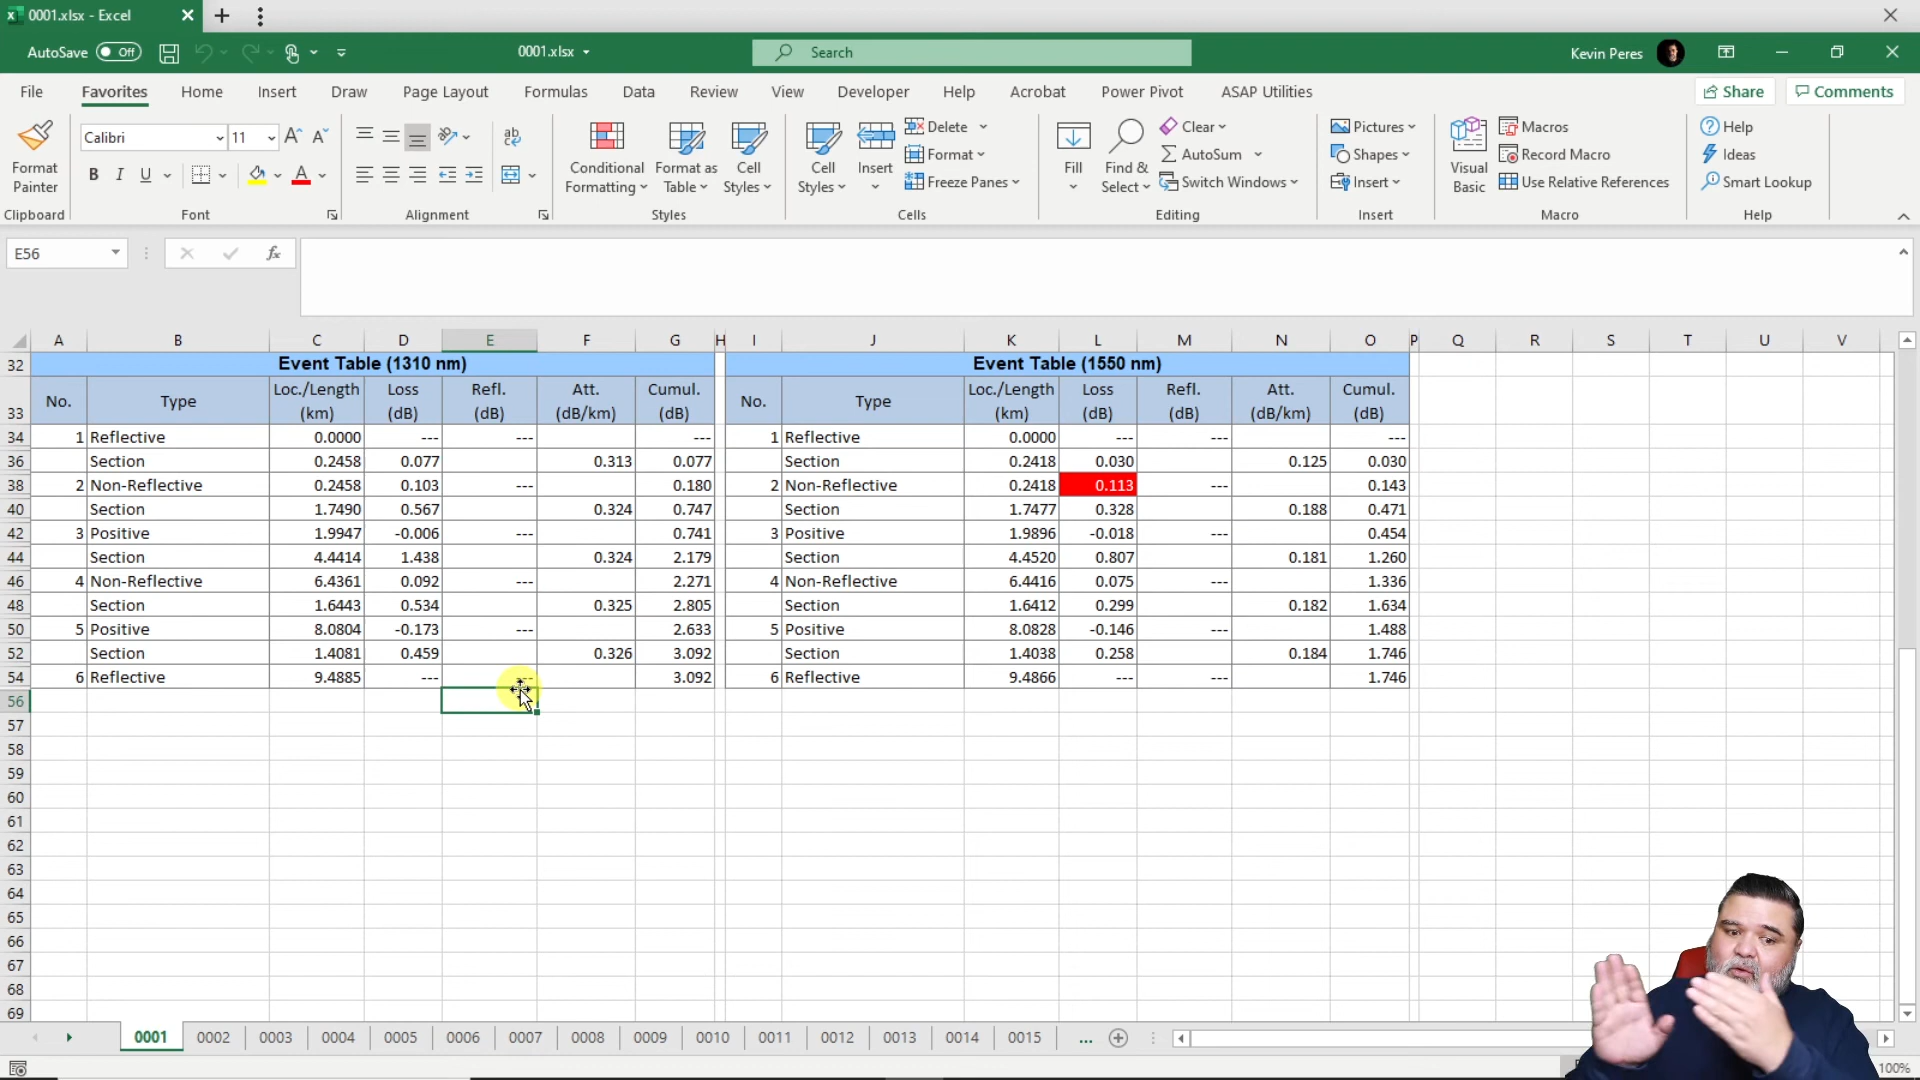 0001.xlsx - Excel
AutoSave Off 0001.xlsx Search Kevin Peres
File Favorites Home Insert Draw Page Layout Formulas Data Review View Developer Help Acrobat Power Pivot ASAP Utilities Share Comments
Format Painter
Calibri 11
B I U
ab
Conditional Formatting Format as Table Cell Styles
Cell Styles Insert
Delete
Format
Freeze Panes
Fill Find & Select
Clear
AutoSum
Switch Windows
Pictures
Shapes
Insert
Visual Basic
Macros
Record Macro
Use Relative References
Help
Ideas
Smart Lookup
Clipboard Font Alignment Styles Cells Editing Insert Macro Help
E56 fx
A B C D E F G H I J K L M N O P Q R S T U V
32 Event Table (1310 nm) Event Table (1550 nm)
33 No. Type Loc./Length (km) Loss (dB) Refl. (dB) Att. (dB/km) Cumul. (dB) No. Type Loc./Length (km) Loss (dB) Refl. (dB) Att. (dB/km) Cumul. (dB)
34 1 Reflective 0.0000 --- --- --- 1 Reflective 0.0000 --- --- ---
36 Section 0.2458 0.077 0.313 0.077 Section 0.2418 0.030 0.125 0.030
38 2 Non-Reflective 0.2458 0.103 --- 0.180 2 Non-Reflective 0.2418 0.113 --- 0.143
40 Section 1.7490 0.567 0.324 0.747 Section 1.7477 0.328 0.188 0.471
42 3 Positive 1.9947 -0.006 --- 0.741 3 Positive 1.9896 -0.018 --- 0.454
44 Section 4.4414 1.438 0.324 2.179 Section 4.4520 0.807 0.181 1.260
46 4 Non-Reflective 6.4361 0.092 --- 2.271 4 Non-Reflective 6.4416 0.075 --- 1.336
48 Section 1.6443 0.534 0.325 2.805 Section 1.6412 0.299 0.182 1.634
50 5 Positive 8.0804 -0.173 --- 2.633 5 Positive 8.0828 -0.146 --- 1.488
52 Section 1.4081 0.459 0.326 3.092 Section 1.4038 0.258 0.184 1.746
54 6 Reflective 9.4885 --- --- 3.092 6 Reflective 9.4866 --- --- 1.746
56
57
58
59
60
61
62
63
64
65
66
67
68
69
0001 0002 0003 0004 0005 0006 0007 0008 0009 0010 0011 0012 0013 0014 0015 ...
100%